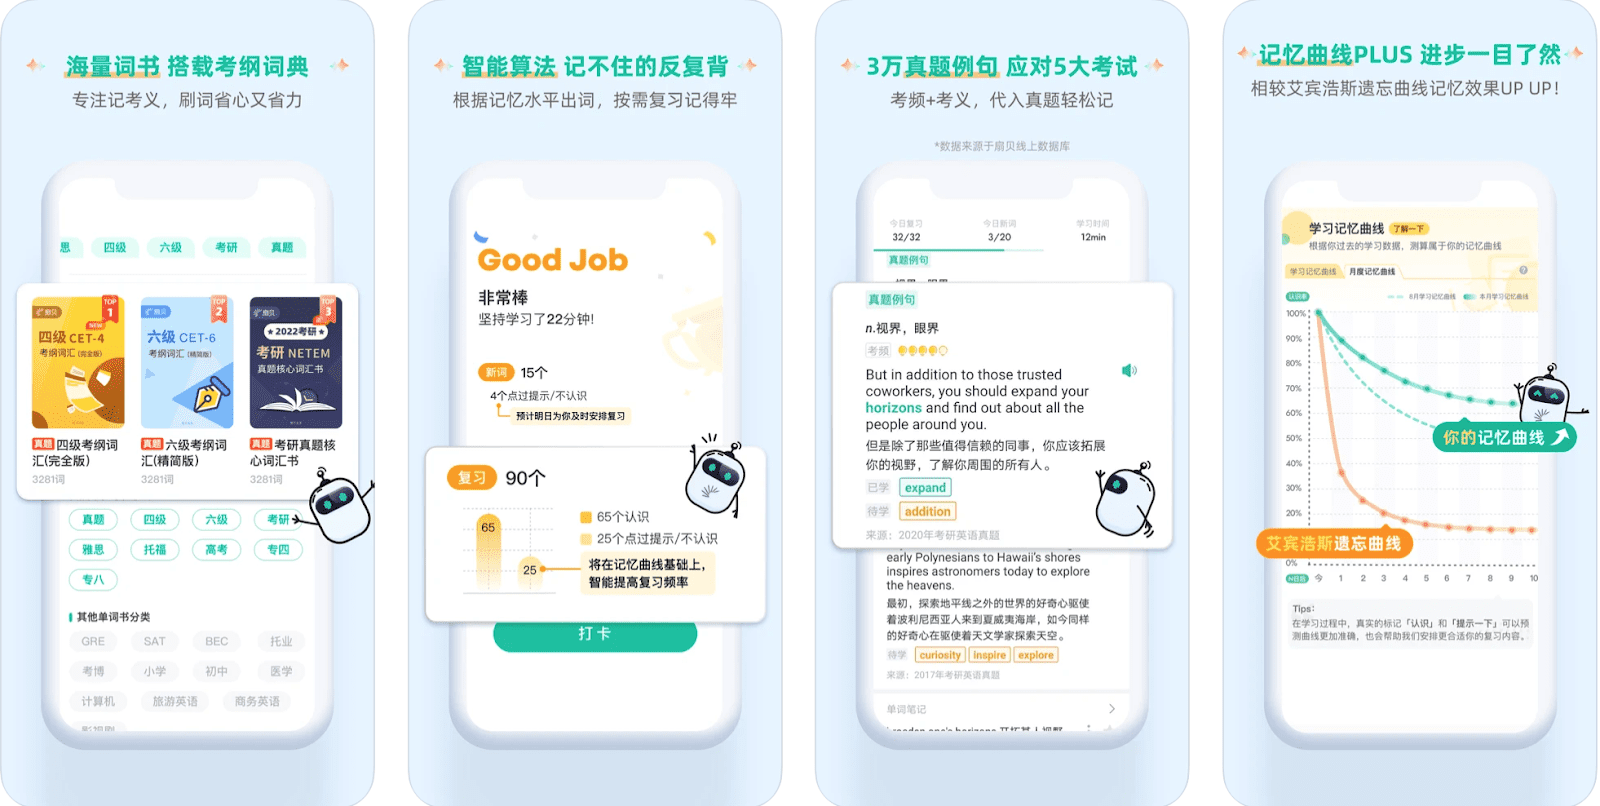 海量词书 搭载考纲词典
专注记考义，刷词省心又省力
思 四级 六级 考研 真题
扇贝 TOP 1
NEW
四级 CET-4
考纲词汇 (完全版)
扇贝 TOP 2
六级 CET-6
考纲词汇 (精简版)
扇贝 TOP 3
★2022考研★
考研 NETEM
真题核心词汇书
真题 四级考纲词汇(完全版)
3281词
真题 六级考纲词汇(精简版)
3281词
真题 考研真题核心词汇书
3281词
真题 四级 六级 考研
雅思 托福 高考 专四
专八
其他单词书分类
GRE SAT BEC 托业
考博 小学 初中 医学
计算机 旅游英语 商务英语
智能算法 记不住的反复背
根据记忆水平出词，按需复习记得牢
Good Job
非常棒
坚持学习了22分钟!
新词 15个
4个点过提示/不认识
预计明日为你及时安排复习
复习 90个
65
25
65个认识
25个点过提示/不认识
将在记忆曲线基础上，
智能提高复习频率
打卡
3万真题例句 应对5大考试
考频+考义，代入真题轻松记
*数据来源于扇贝线上数据库
今日复习 今日新词 学习时间
32/32 3/20 12min
真题例句
真题例句
n.视界，眼界
考频
But in addition to those trusted
coworkers, you should expand your
horizons and find out about all the
people around you.
但是除了那些值得信赖的同事，你应该拓展
你的视野，了解你周围的所有人。
已学 expand
待学 addition
来源：2020年考研英语真题
early Polynesians to Hawaii's shores
inspires astronomers today to explore
the heavens.
最初，探索地平线之外的世界的好奇心驱使
着波利尼西亚人来到夏威夷海岸，如今同样
的好奇心在驱使着天文学家探索天空。
待学 curiosity inspire explore
来源：2017年考研英语真题
单词笔记
记忆曲线PLUS 进步一目了然
相较艾宾浩斯遗忘曲线记忆效果UP UP!
学习记忆曲线 了解一下
根据你过去的学习数据，测算属于你的记忆曲线
学习记忆曲线 月度记忆曲线 ?
认识率 8月学习记忆曲线 本月学习记忆曲线
100%
90%
80%
70%
60%
50%
40%
30%
20%
0%
你的记忆曲线
艾宾浩斯遗忘曲线
N日后 今 1 2 3 4 5 6 7 8 9 10
Tips:
在学习过程中，真实的标记「认识」和「提示一下」可以预
测曲线更加准确，也会帮助我们安排更合适你的复习内容。